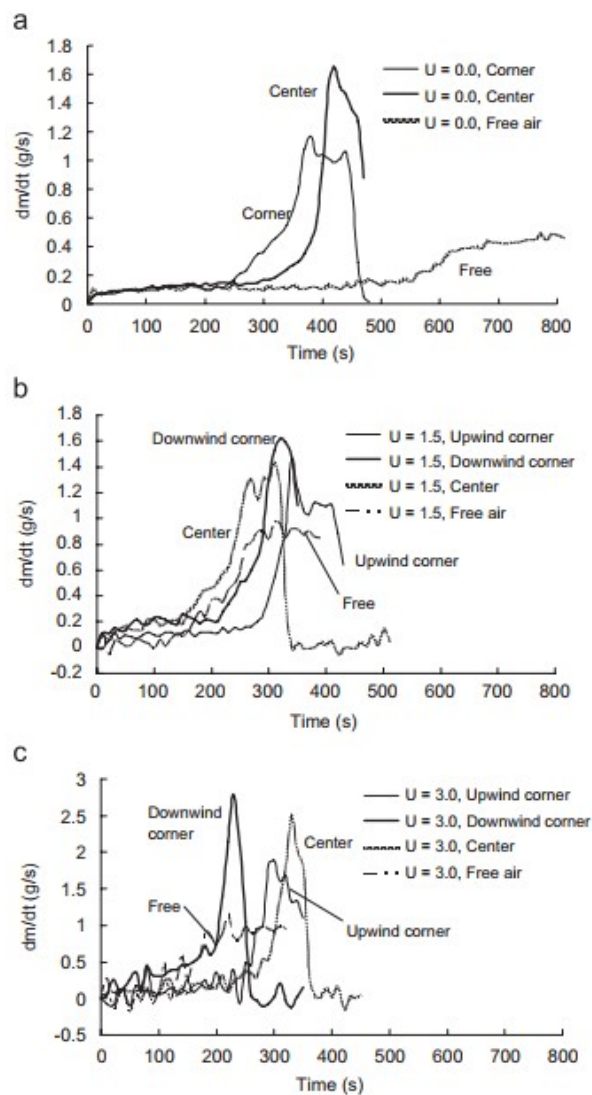 a
dm/dt (g/s)
1.8
1.6
1.4
1.2
1
0.8
0.6
0.4
0.2
0
0 100 200 300 400 500 600 700 800
Time (s)
Center
Corner
Free
U = 0.0, Corner
U = 0.0, Center
U = 0.0, Free air
b
dm/dt (g/s)
1.8
1.6
1.4
1.2
1
0.8
0.6
0.4
0.2
0
-0.2
0 100 200 300 400 500 600 700 800
Time (s)
Downwind corner
Center
Upwind corner
Free
U = 1.5, Upwind corner
U = 1.5, Downwind corner
U = 1.5, Center
U = 1.5, Free air
c
dm/dt (g/s)
3
2.5
2
1.5
1
0.5
0
-0.5
0 100 200 300 400 500 600 700 800
Time (s)
Downwind
corner
Free
Center
Upwind corner
U = 3.0, Upwind corner
U = 3.0, Downwind corner
U = 3.0, Center
U = 3.0, Free air